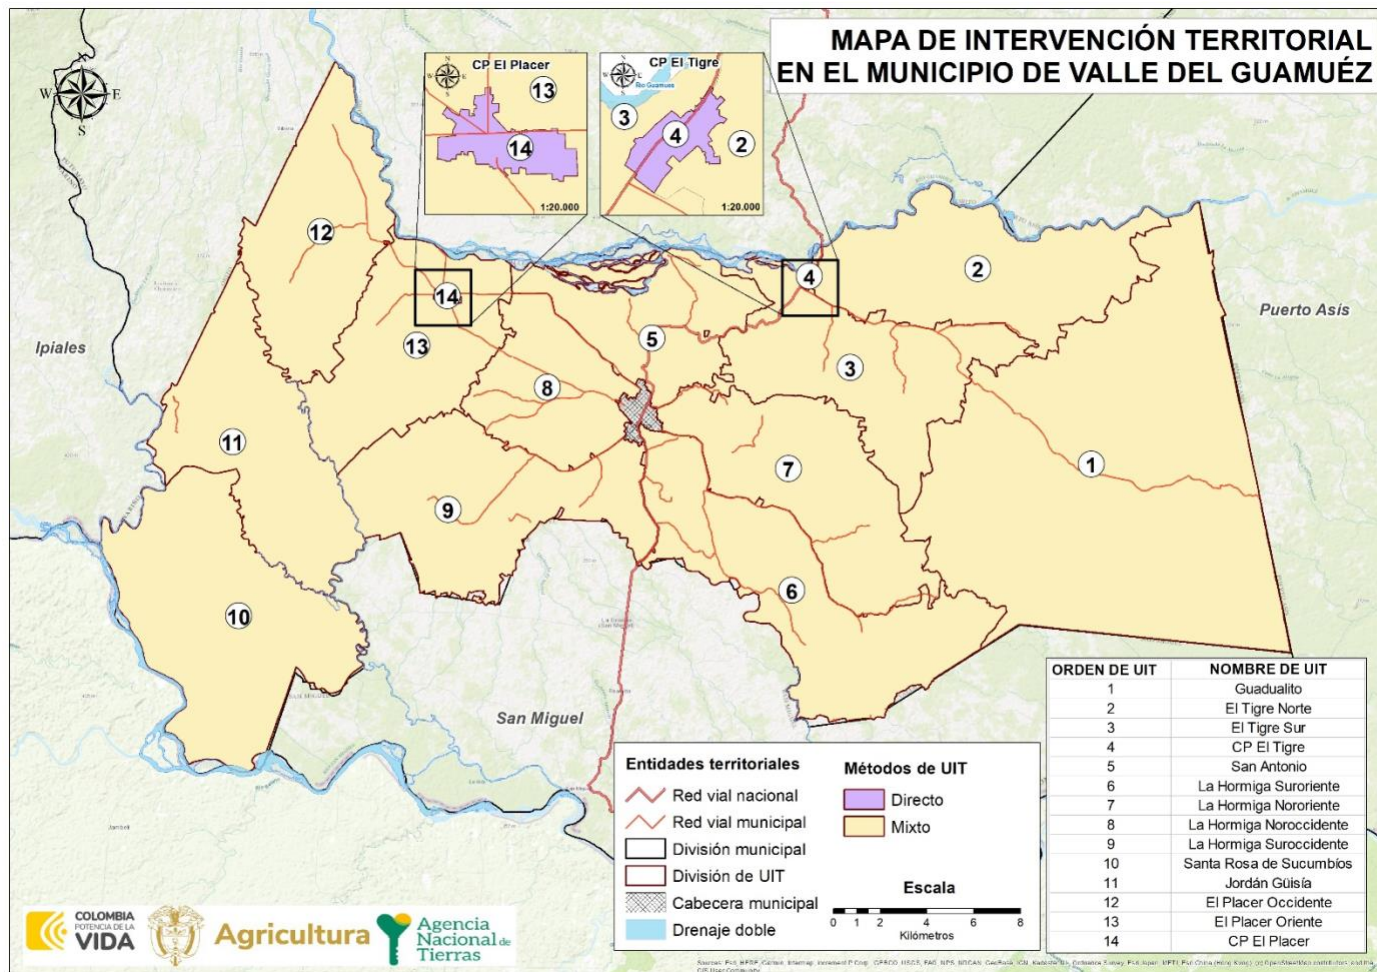 MAPA DE INTERVENCIÓN TERRITORIAL
EN EL MUNICIPIO DE VALLE DEL GUAMUÉZ
N
W E
S
CP El Placer
13
14
1:20.000
CP El Tigre
Río Guamués
3
4
2
1:20.000
12
14
13
4
2
5
3
8
11
7
1
9
6
10
Ipiales
Puerto Asís
San Miguel
ORDEN DE UIT NOMBRE DE UIT
1 Guadualito
2 El Tigre Norte
3 El Tigre Sur
4 CP El Tigre
5 San Antonio
6 La Hormiga Suroriente
7 La Hormiga Nororiente
8 La Hormiga Noroccidente
9 La Hormiga Suroccidente
10 Santa Rosa de Sucumbíos
11 Jordán Güisía
12 El Placer Occidente
13 El Placer Oriente
14 CP El Placer
Entidades territoriales
Red vial nacional
Red vial municipal
División municipal
División de UIT
Cabecera municipal
Drenaje doble
Métodos de UIT
Directo
Mixto
Escala
0 1 2 4 6 8
Kilómetros
COLOMBIA
POTENCIA DE LA
VIDA
Agricultura
Agencia
Nacional de
Tierras